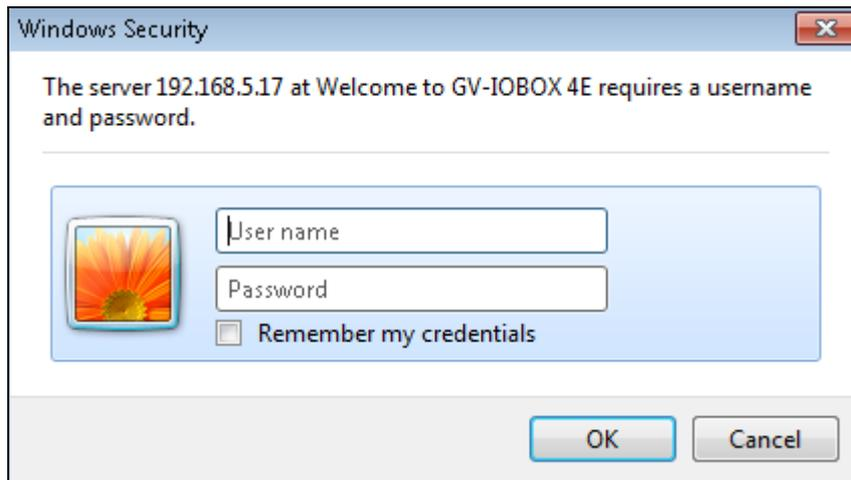 Windows Security
The server 192.168.5.17 at Welcome to GV-IOBOX 4E requires a username
and password.
User name
Password
Remember my credentials
OK
Cancel